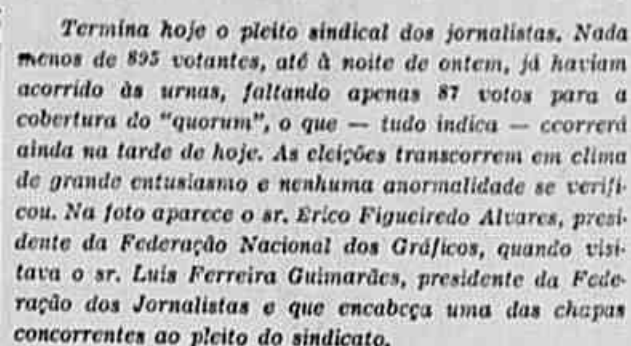 Termina hoje o pleito sindical dos jornalistas. Nada
menos de 895 votantes, até à noite de ontem, já haviam
acorrido às urnas, faltando apenas 87 votos para a
cobertura do "quorum", o que — tudo indica — ocorrerá
ainda na tarde de hoje. As eleições transcorrem em clima
de grande entusiasmo e nenhuma anormalidade se verifi-
cou. Na foto aparece o sr. Érico Figueiredo Alvares, presi-
dente da Federação Nacional dos Gráficos, quando visi-
tava o sr. Luis Ferreira Guimarães, presidente da Fede-
ração dos Jornalistas e que encabeça uma das chapas
concorrentes ao pleito do sindicato.